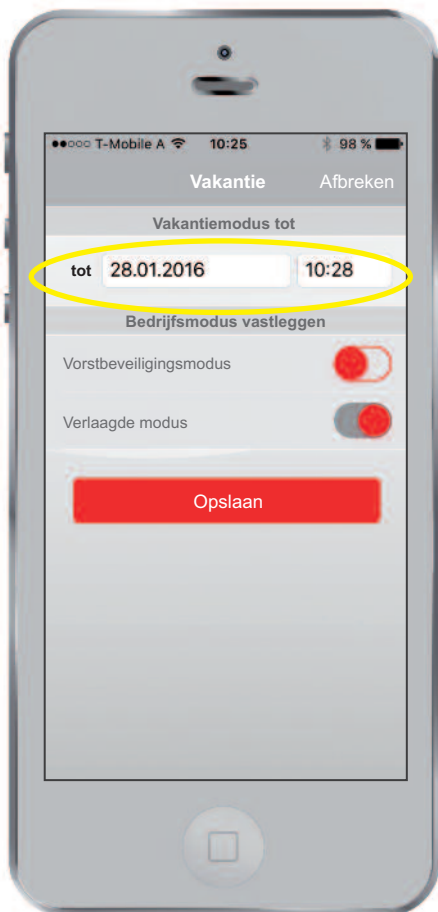 T-Mobile A 10:25 98 %
Vakantie Afbreken
Vakantiemodus tot
tot 28.01.2016 10:28
Bedrijfsmodus vastleggen
Vorstbeveiligingsmodus
Verlaagde modus
Opslaan